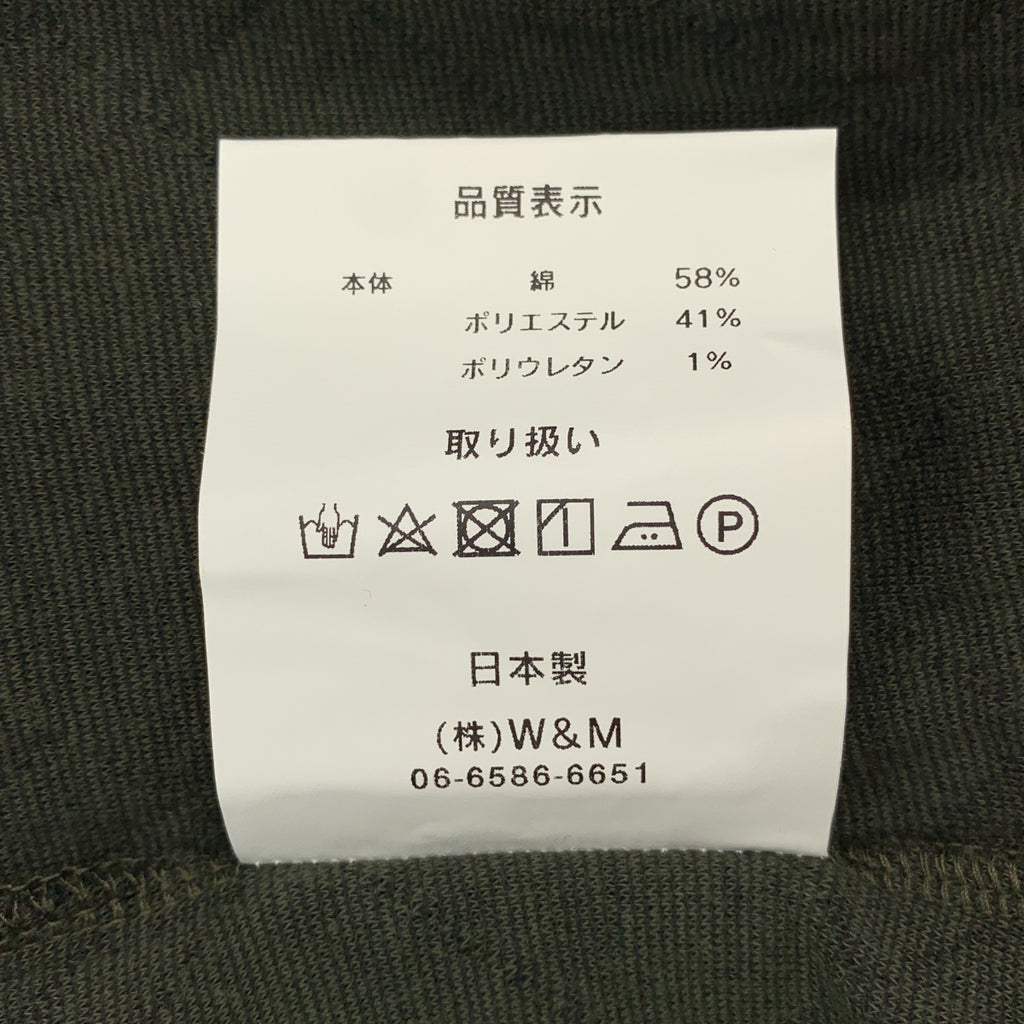 品質表示
本体 綿 58%
ポリエステル 41%
ポリウレタン 1%
取り扱い
P
日本製
(株)W&M
06-6586-6651